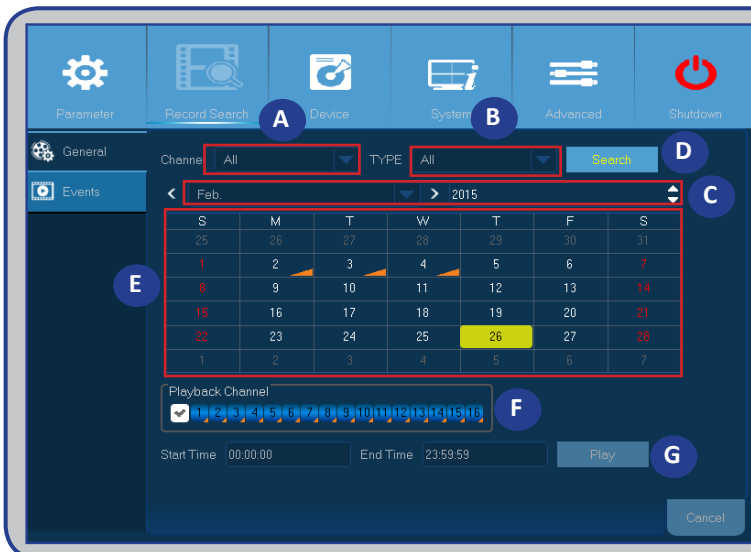 Parameter Record Search Device System Advanced Shutdown
A B
General
Channel All TYPE All Search D
Events
< Feb. > 2015 C
S M T W T F S
25 26 27 28 29 30 31
1 2 3 4 5 6 7
E
8 9 10 11 12 13 14
15 16 17 18 19 20 21
22 23 24 25 26 27 28
1 2 3 4 5 6 7
Playback Channel
1 2 3 4 5 6 7 8 9 10 11 12 13 14 15 16 F
Start Time 00:00:00 End Time 23:59:59 Play G
Cancel